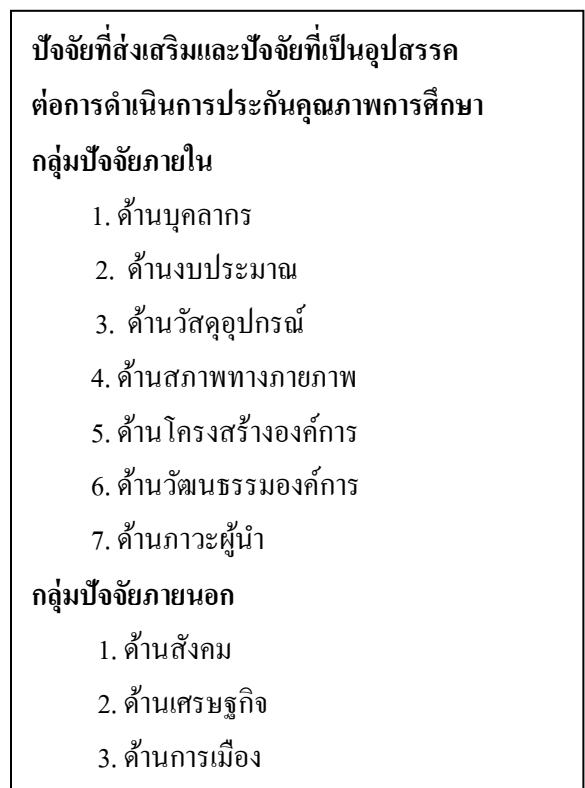 ปัจจัยที่ส่งเสริมและปัจจัยที่เป็นอุปสรรค
ต่อการดำเนินการประกันคุณภาพการศึกษา
กลุ่มปัจจัยภายใน
1. ด้านบุคลากร
2. ด้านงบประมาณ
3. ด้านวัสดุอุปกรณ์
4. ด้านสภาพทางกายภาพ
5. ด้านโครงสร้างองค์การ
6. ด้านวัฒนธรรมองค์การ
7. ด้านภาวะผู้นำ
กลุ่มปัจจัยภายนอก
1. ด้านสังคม
2. ด้านเศรษฐกิจ
3. ด้านการเมือง